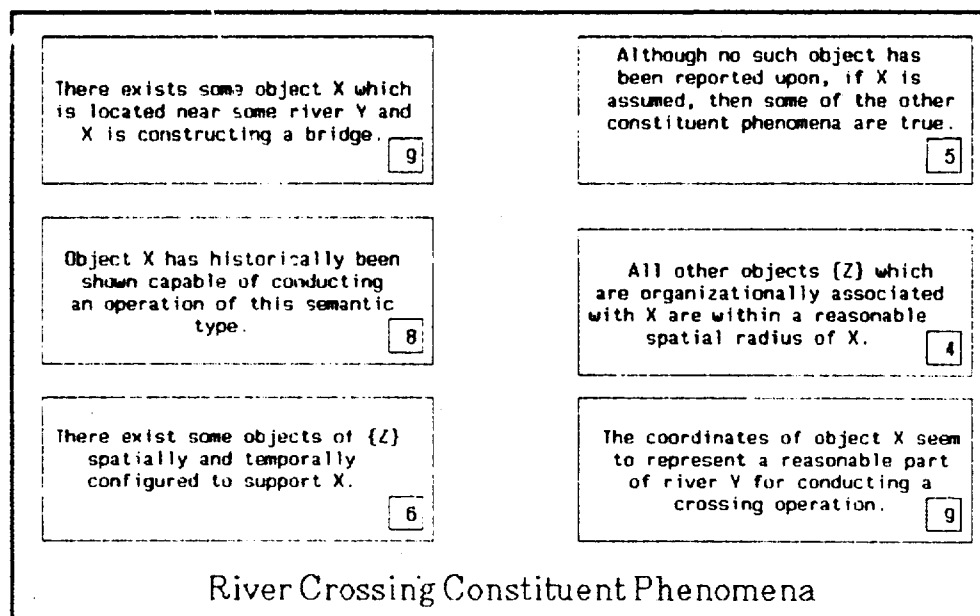 There exists some object X which
is located near some river Y and
X is constructing a bridge.
9
Although no such object has
been reported upon, if X is
assumed, then some of the other
constituent phenomena are true.
5
Object X has historically been
shown capable of conducting
an operation of this semantic
type.
8
All other objects {Z} which
are organizationally associated
with X are within a reasonable
spatial radius of X.
4
There exist some objects of {Z}
spatially and temporally
configured to support X.
6
The coordinates of object X seem
to represent a reasonable part
of river Y for conducting a
crossing operation.
9
River Crossing Constituent Phenomena